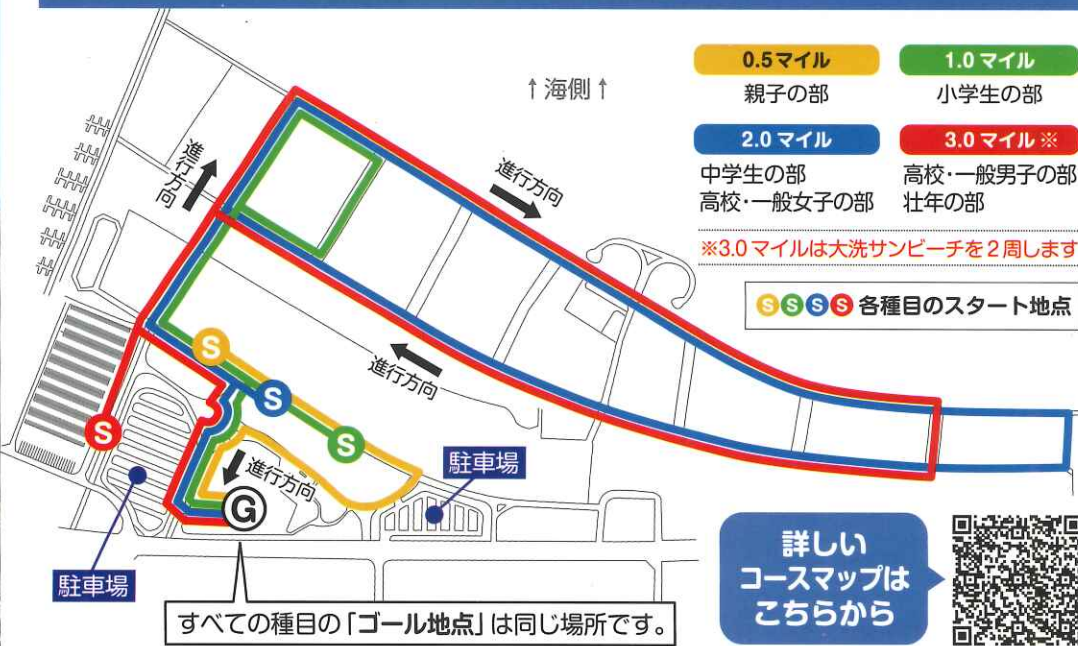 ↑海側↑
0.5マイル
親子の部
1.0マイル
小学生の部
2.0マイル
中学生の部
高校・一般女子の部
3.0マイル※
高校・一般男子の部
壮年の部
※3.0マイルは大洗サンビーチを2周します
SSSS各種目のスタート地点
進行方向
進行方向
進行方向
S
S
S
S
進行方向
G
駐車場
駐車場
すべての種目の「ゴール地点」は同じ場所です。
詳しい
コースマップは
こちらから